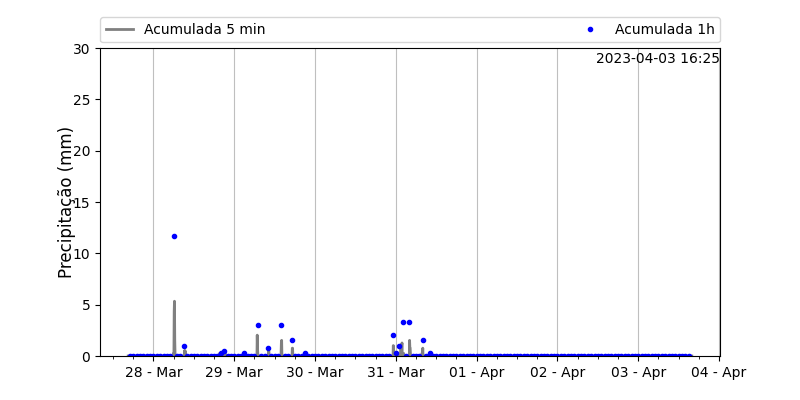 Acumulada 5 min
Acumulada 1h
2023-04-03 16:25
30
25
20
15
10
5
0
Precipitação (mm)
28 - Mar
29 - Mar
30 - Mar
31 - Mar
01 - Apr
02 - Apr
03 - Apr
04 - Apr